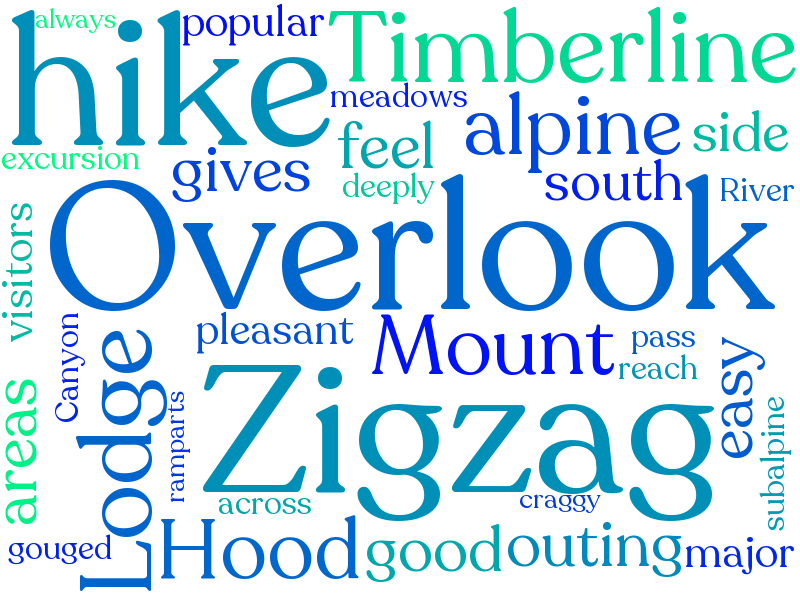 always
popular
hike
Timberline
meadows
alpine
side
feel
excursion
gives
deeply
south
River
Overlook
visitors
Canyon
pleasant
Mount
pass
reach
easy
Lodge
Zigzag
areas
ramparts
subalpine
across
craggy
gouged
Hood
good
outing
major